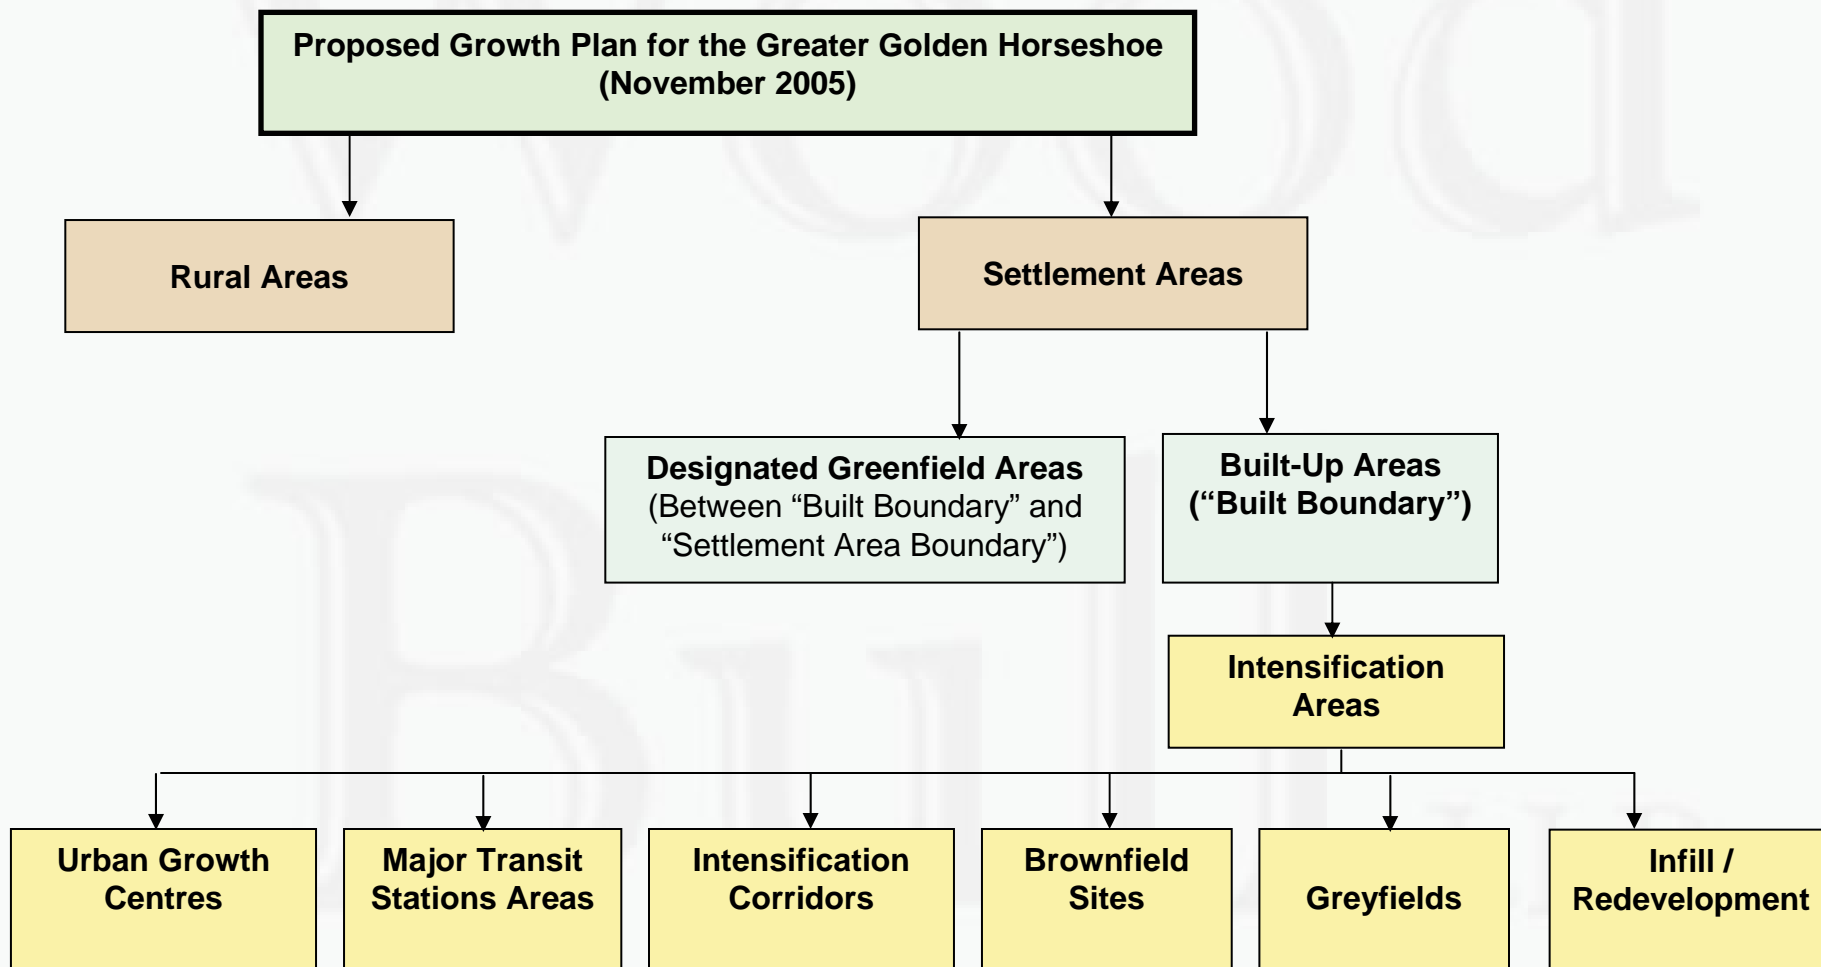 Proposed Growth Plan for the Greater Golden Horseshoe
(November 2005)
Rural Areas
Settlement Areas
Designated Greenfield Areas
(Between “Built Boundary” and
“Settlement Area Boundary”)
Built-Up Areas
(“Built Boundary”)
Intensification
Areas
Urban Growth
Centres
Major Transit
Stations Areas
Intensification
Corridors
Brownfield
Sites
Greyfields
Infill /
Redevelopment